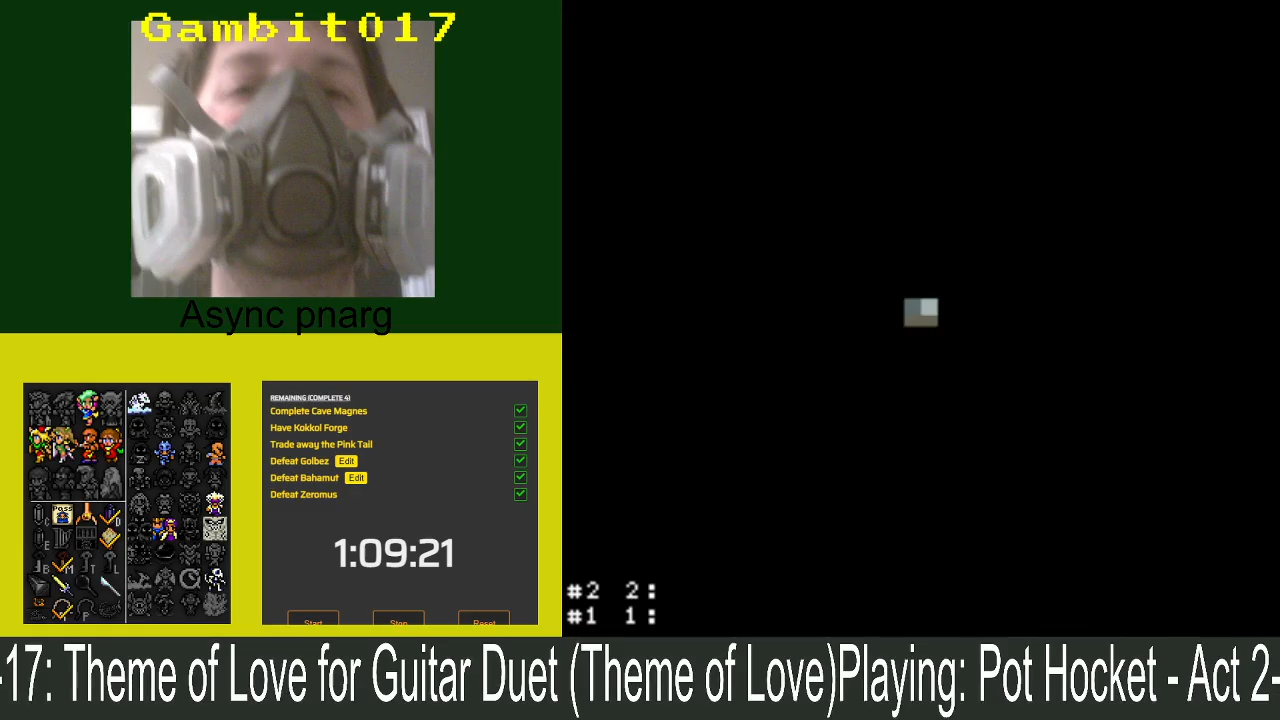 Gambit017
Async pnarg
REMAINING (COMPLETE 4)
Complete Cave Magnes
Have Kokkol Forge
Trade away the Pink Tail
Defeat Golbez Edit
Defeat Bahamut Edit
Defeat Zeromus
1:09:21
Start Stop Reset
Pass
C D
E
B M T L
P
#2 2:
#1 1:
-17: Theme of Love for Guitar Duet (Theme of Love)Playing: Pot Hocket - Act 2-